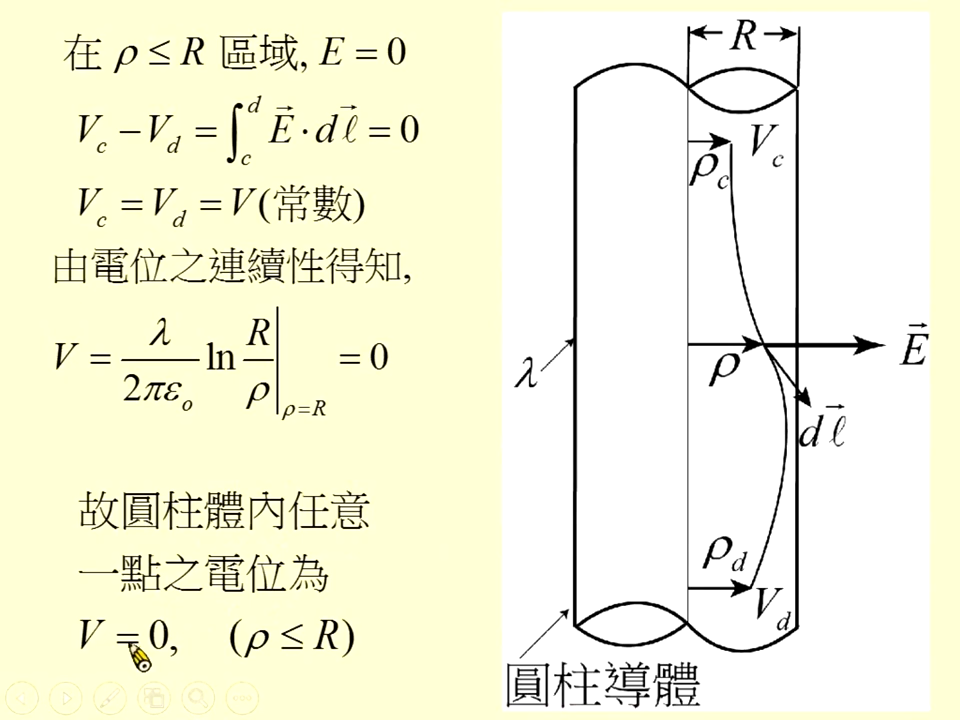 在 ρ ≤ R 區域, E = 0
V_c − V_d = ∫_c^d E⃗ · dℓ⃗ = 0
V_c = V_d = V (常數)
由電位之連續性得知,
V = λ/(2πε_o) ln R/ρ |_{ρ=R} = 0
故圓柱體內任意
一點之電位為
V = 0, (ρ ≤ R)
R
V_c
ρ_c
E⃗
ρ
λ
dℓ⃗
ρ_d
V_d
圓柱導體